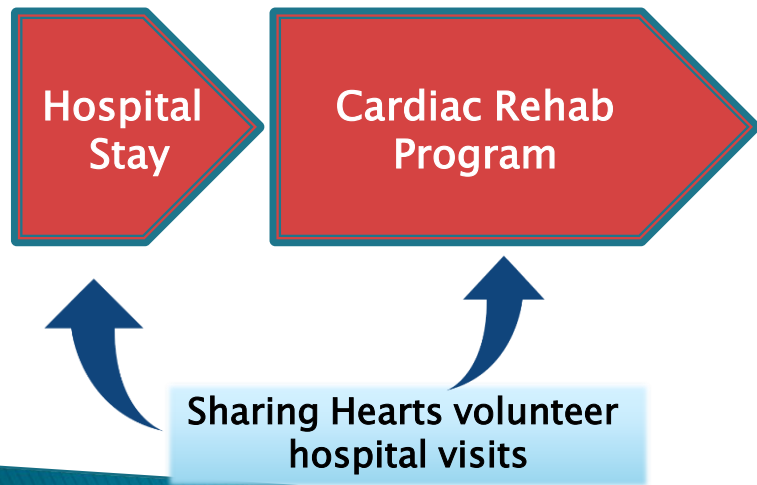 Hospital
Stay
Cardiac Rehab
Program
Sharing Hearts volunteer
hospital visits